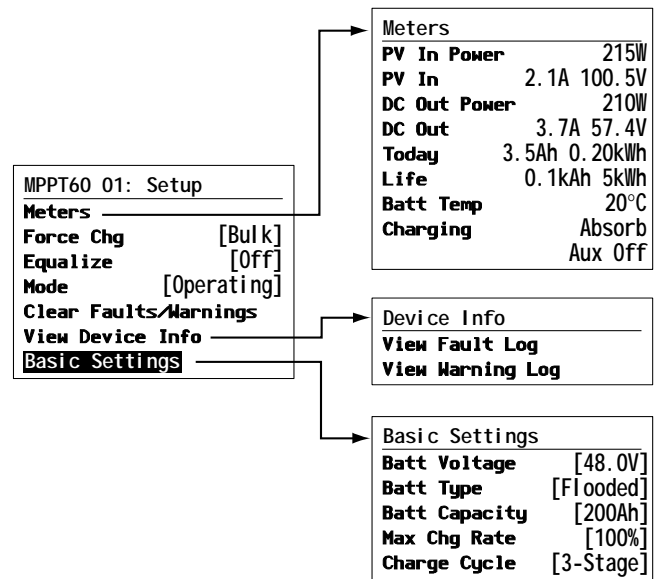 MPPT60 01: Setup
Meters
Force Chg [Bulk]
Equalize [Off]
Mode [Operating]
Clear Faults/Warnings
View Device Info
Basic Settings
Meters
PV In Power 215W
PV In 2.1A 100.5V
DC Out Power 210W
DC Out 3.7A 57.4V
Today 3.5Ah 0.20kWh
Life 0.1kAh 5kWh
Batt Temp 20°C
Charging Absorb
Aux Off
Device Info
View Fault Log
View Warning Log
Basic Settings
Batt Voltage [48.0V]
Batt Type [Flooded]
Batt Capacity [200Ah]
Max Chg Rate [100%]
Charge Cycle [3-Stage]